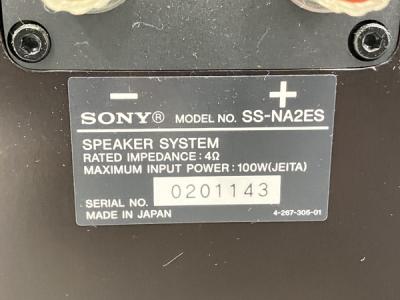 − +
SONY® MODEL NO. SS-NA2ES
SPEAKER SYSTEM
RATED IMPEDANCE : 4Ω
MAXIMUM INPUT POWER : 100W(JEITA)
SERIAL NO. 0201143
MADE IN JAPAN 4-267-305-01